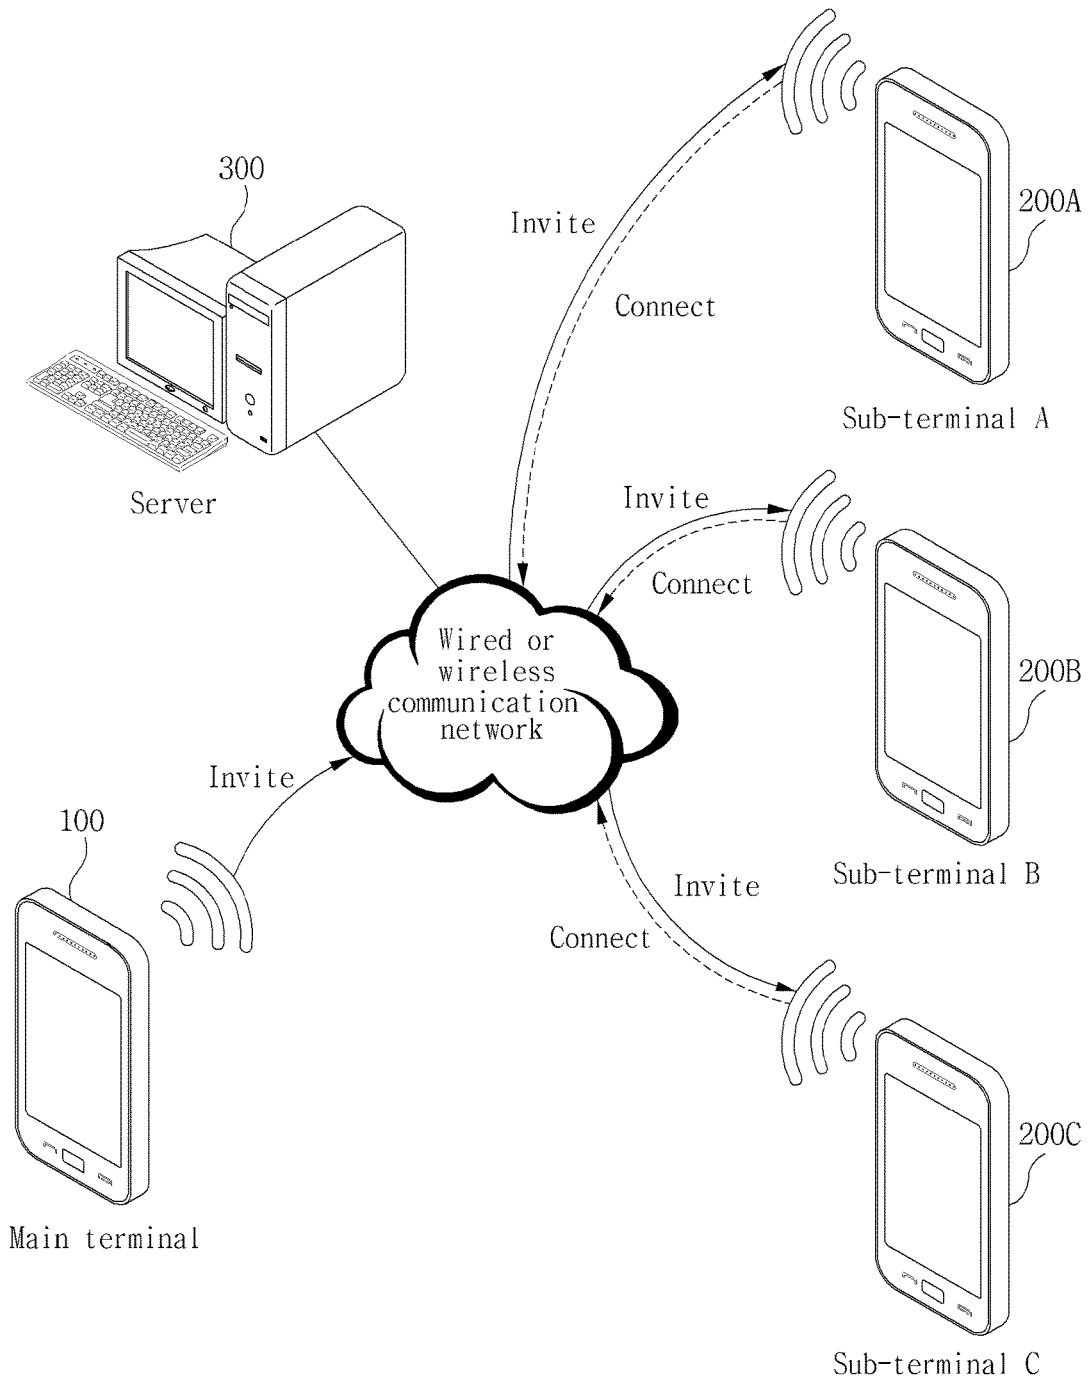 300
200A
Invite
Connect
Sub-terminal A
Server
Invite
Connect
Wired or
wireless
communication
network
200B
Invite
100
Sub-terminal B
Invite
Connect
200C
Main terminal
Sub-terminal C